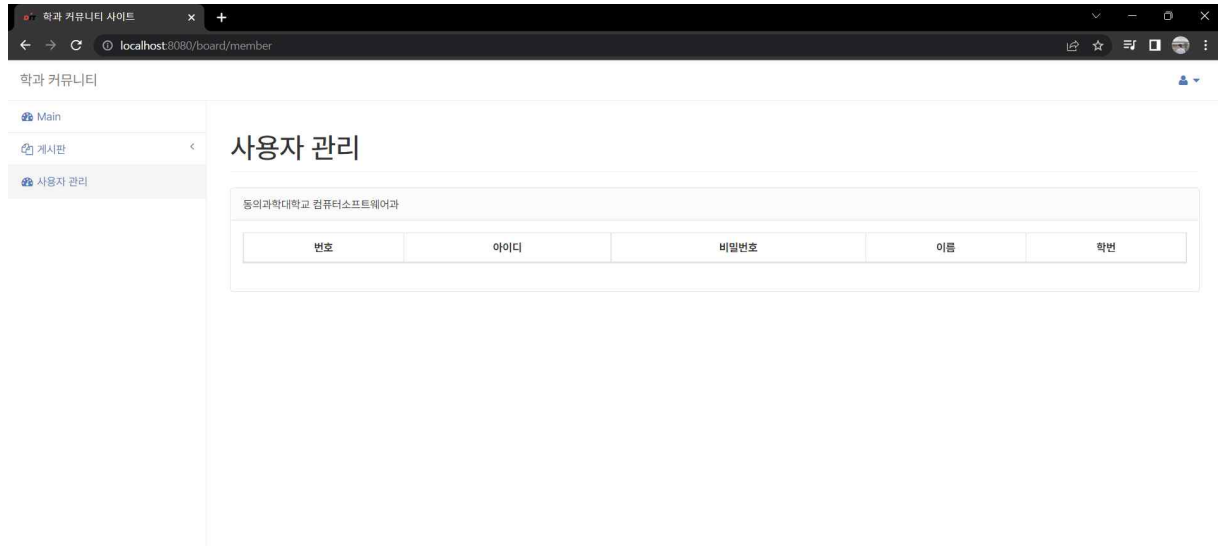 학과 커뮤니티 사이트
localhost:8080/board/member
학과 커뮤니티
Main
게시판
사용자 관리
사용자 관리
동의과학대학교 컴퓨터소프트웨어과
번호 아이디 비밀번호 이름 학번